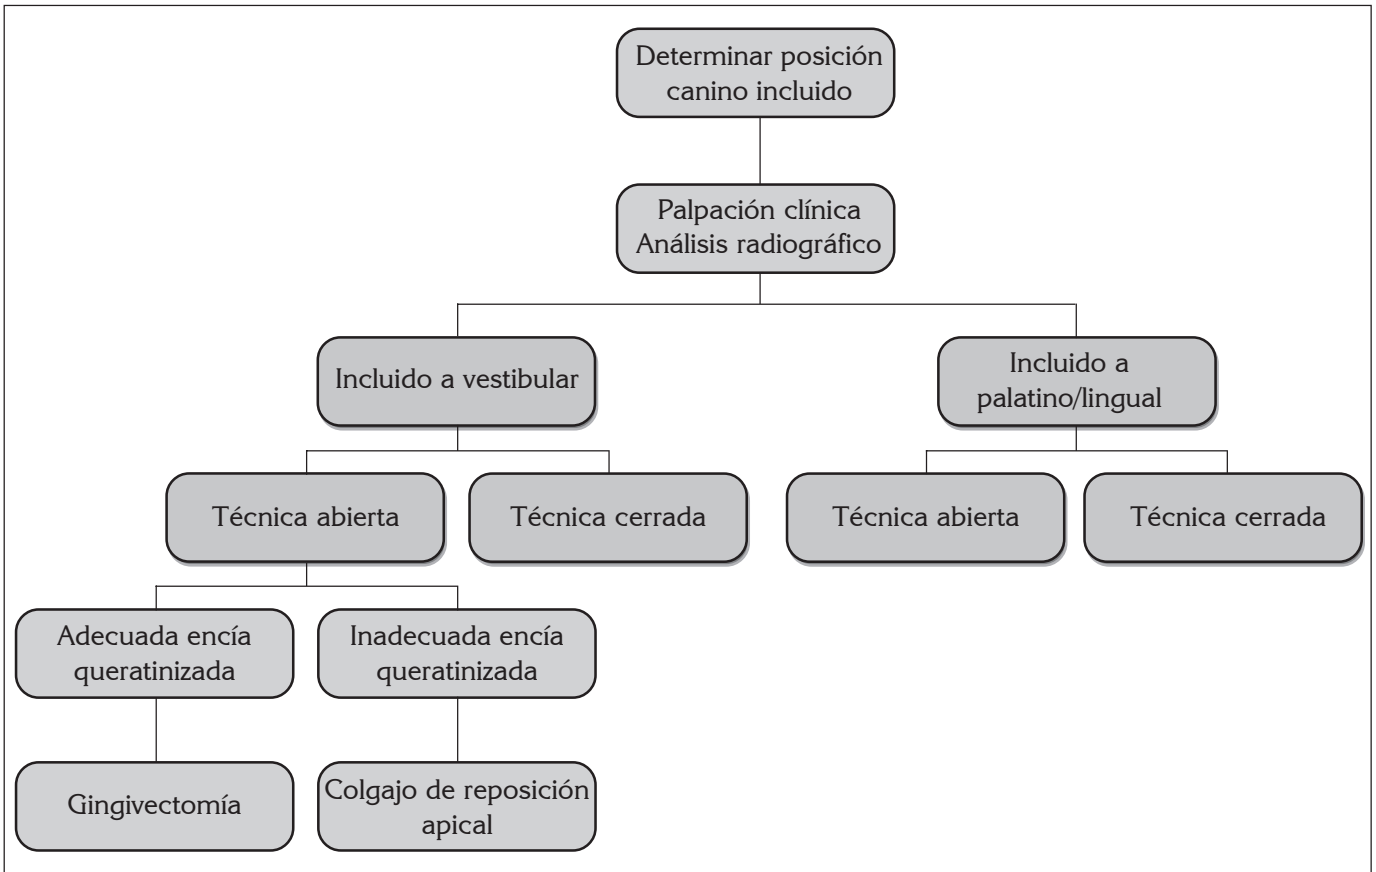 Determinar posición
canino incluido
Palpación clínica
Análisis radiográfico
Incluido a vestibular
Incluido a
palatino/lingual
Técnica abierta
Técnica cerrada
Técnica abierta
Técnica cerrada
Adecuada encía
queratinizada
Inadecuada encía
queratinizada
Gingivectomía
Colgajo de reposición
apical